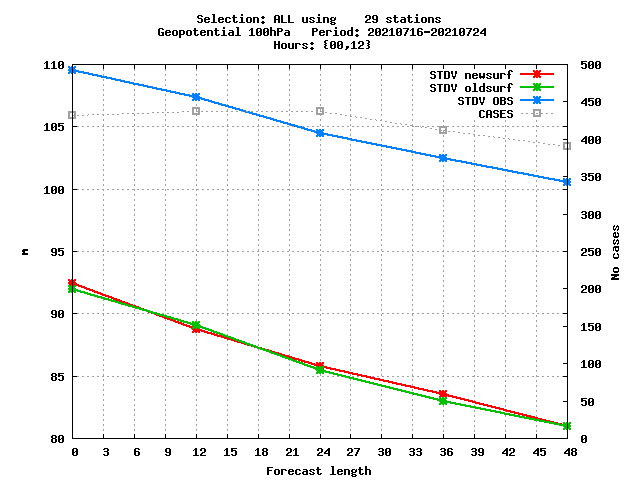 Selection: ALL using    29 stations
Geopotential 100hPa   Period: 20210716-20210724
Hours: {00,12}
STDV newsurf
STDV oldsurf
STDV OBS
CASES
110
105
100
95
90
85
80
m
500
450
400
350
300
250
200
150
100
50
0
No cases
0 3 6 9 12 15 18 21 24 27 30 33 36 39 42 45 48
Forecast length